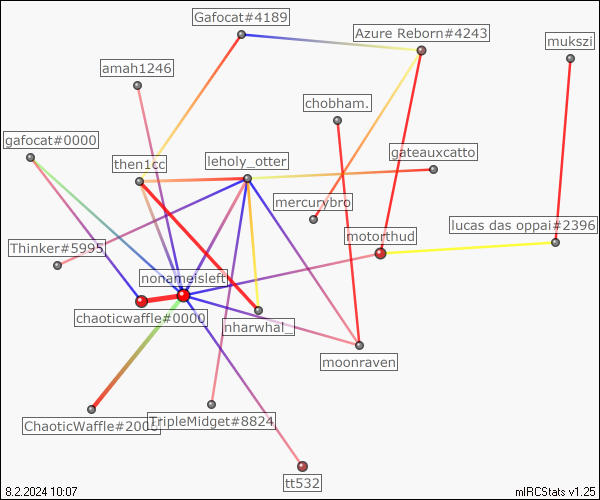 Gafocat#4189
Azure Reborn#4243
mukszi
amah1246
chobham.
gafocat#0000
then1cc
leholy_otter
gateauxcatto
mercurybro
lucas das oppai#2396
motorthud
Thinker#5995
nonameisleft
chaoticwaffle#0000
nharwhal_
moonraven
ChaoticWaffle#2006
TripleMidget#8824
tt532
8.2.2024 10:07
mIRCStats v1.25